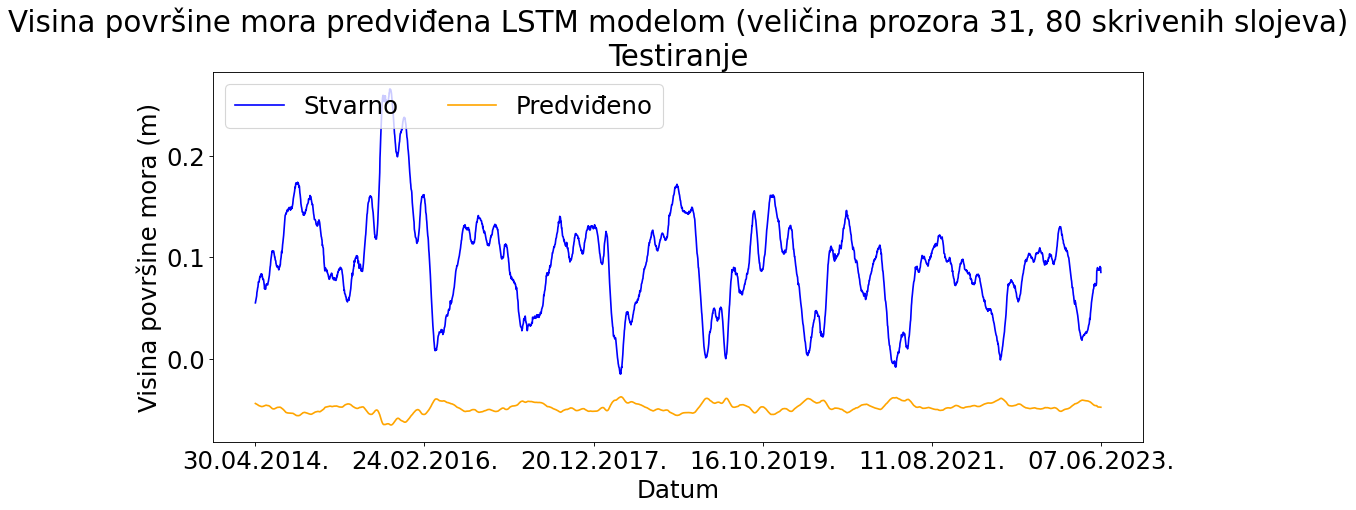 Visina površine mora predviđena LSTM modelom (veličina prozora 31, 80 skrivenih slojeva)
Testiranje
Stvarno Predviđeno
Visina površine mora (m)
0.2
0.1
0.0
30.04.2014. 24.02.2016. 20.12.2017. 16.10.2019. 11.08.2021. 07.06.2023.
Datum